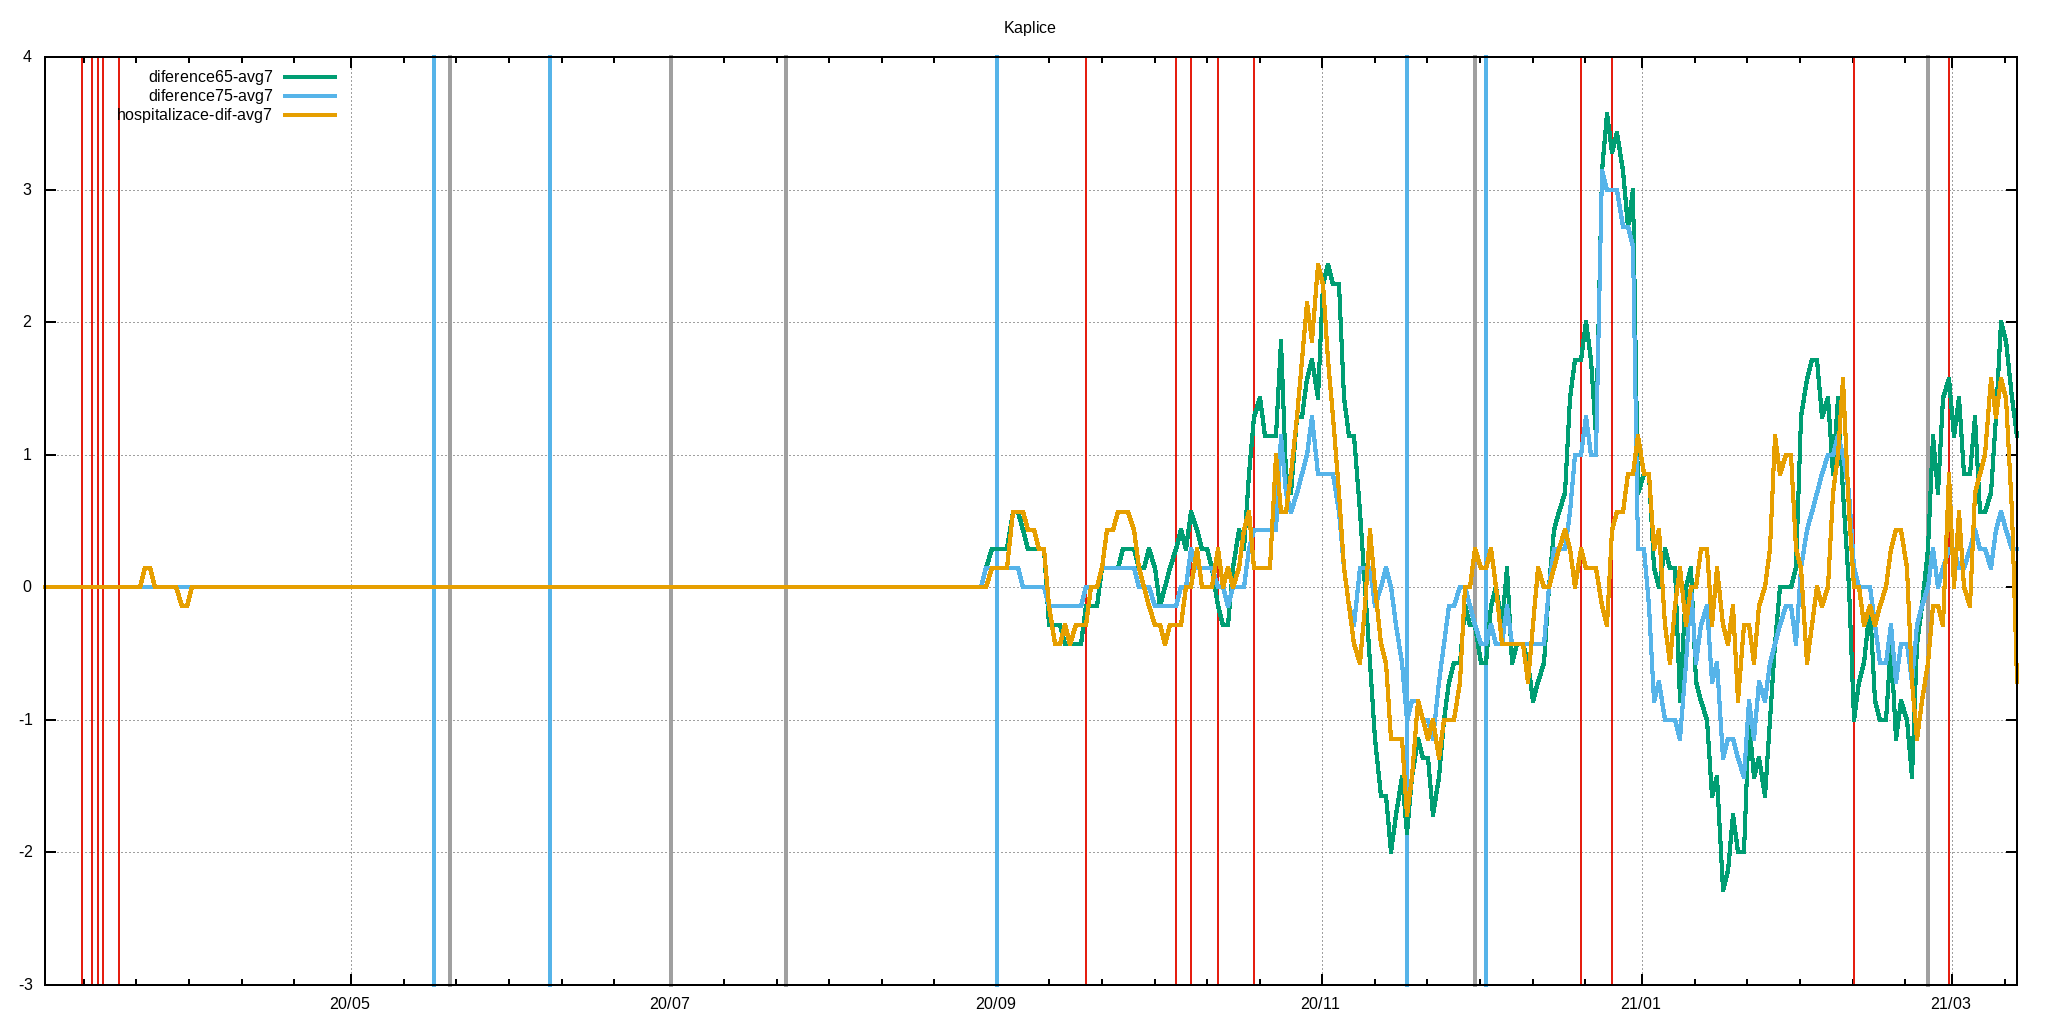 Kaplice
diference65-avg7
diference75-avg7
hospitalizace-dif-avg7
4
3
2
1
0
-1
-2
-3
20/05 20/07 20/09 20/11 21/01 21/03